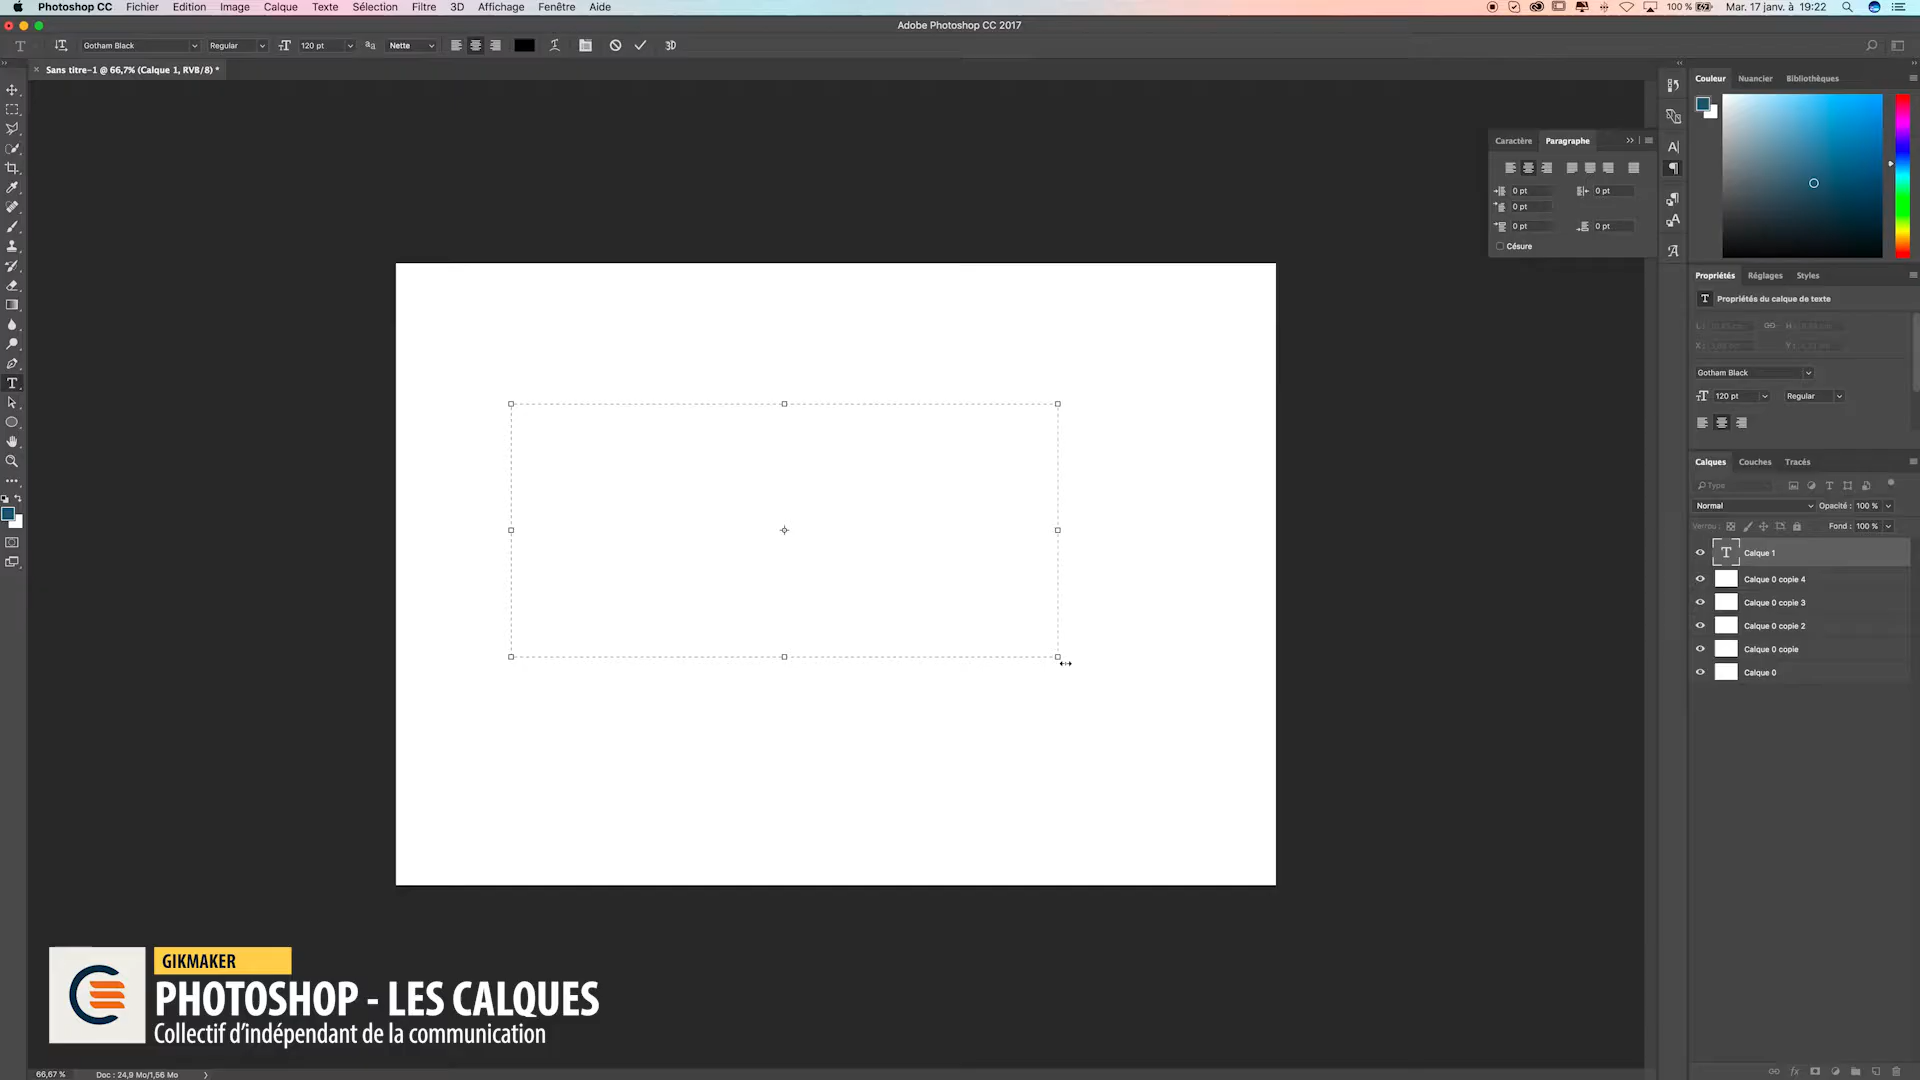 Photoshop CC Fichier Edition Image Calque Texte Sélection Filtre 3D Affichage Fenêtre Aide 100 % Mar. 17 janv. à 19:22
Adobe Photoshop CC 2017
Gotham Black Regular 120 pt Nette 3D
Sans titre-1 @ 66,7% (Calque 1, RVB/8) *
Couleur Nuancier Bibliothèques
Caractère Paragraphe
0 pt 0 pt
0 pt
0 pt 0 pt
Césure
Propriétés Réglages Styles
Propriétés du calque de texte
L: H:
X: Y:
Gotham Black
120 pt Regular
Calques Couches Tracés
Type
Normal Opacité : 100 %
Verrou : Fond : 100 %
Calque 1
Calque 0 copie 4
Calque 0 copie 3
Calque 0 copie 2
Calque 0 copie
Calque 0
GIKMAKER
PHOTOSHOP - LES CALQUES
Collectif d'indépendant de la communication
66,67 % Doc : 24,9 Mo/1,56 Mo